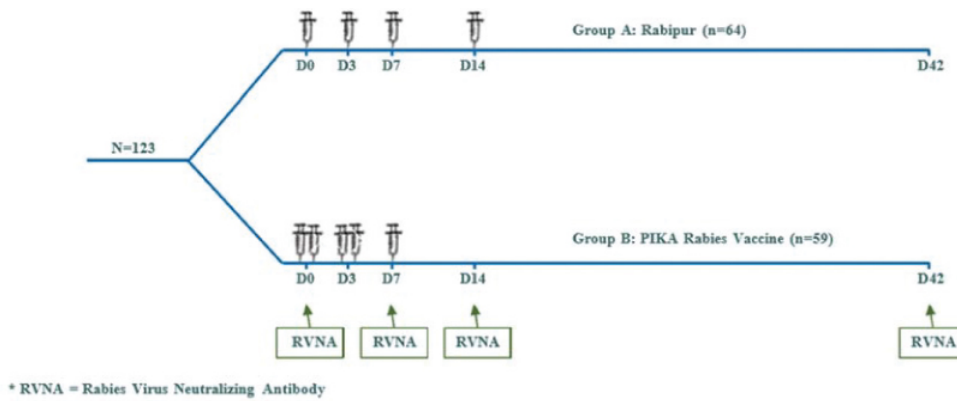 Group A: Rabipur (n=64)
D0 D3 D7 D14 D42
N=123
Group B: PIKA Rabies Vaccine (n=59)
D0 D3 D7 D14 D42
RVNA RVNA RVNA RVNA
* RVNA = Rabies Virus Neutralizing Antibody